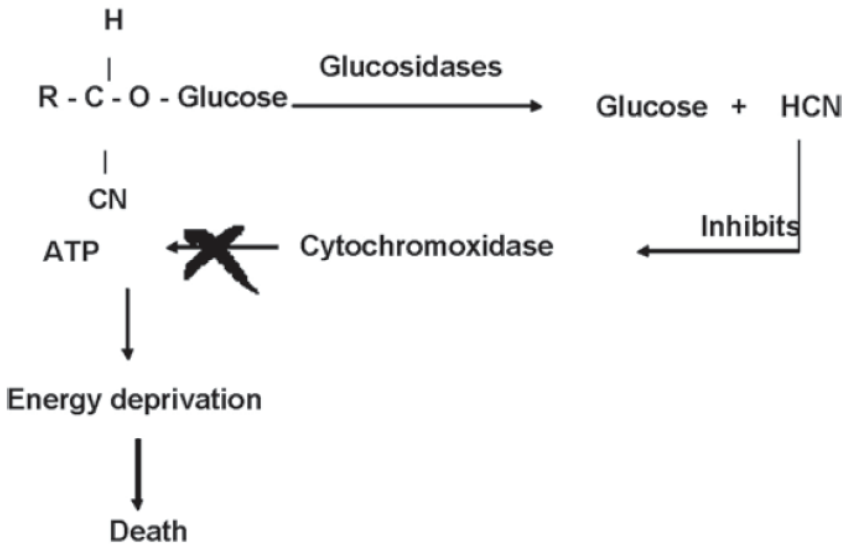 H
|
Glucosidases
R - C - O - Glucose
Glucose + HCN
|
CN
Inhibits
ATP
Cytochromoxidase
Energy deprivation
Death